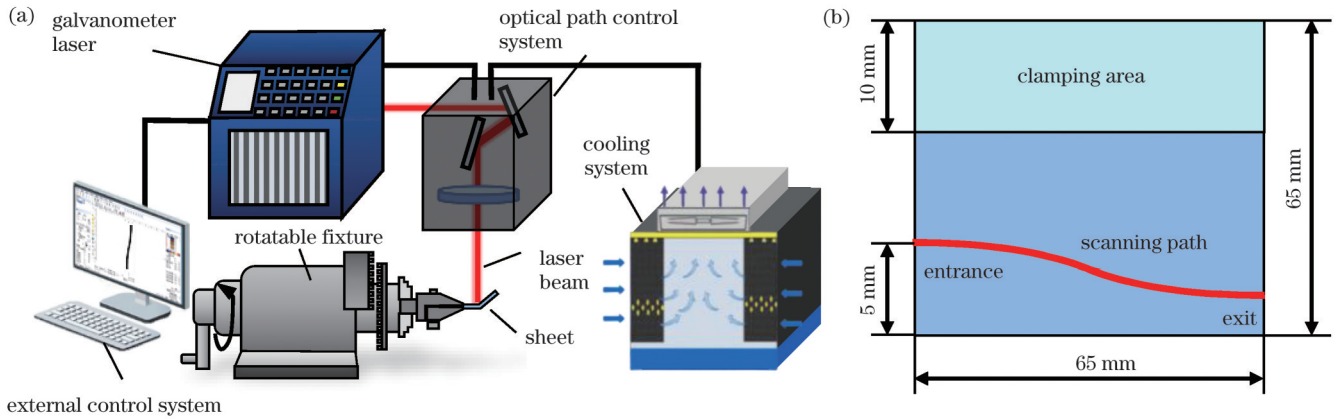 (a)
galvanometer
laser
optical path control
system
cooling
system
rotatable fixture
laser
beam
sheet
external control system
(b)
10 mm
clamping area
65 mm
scanning path
entrance
5 mm
exit
65 mm